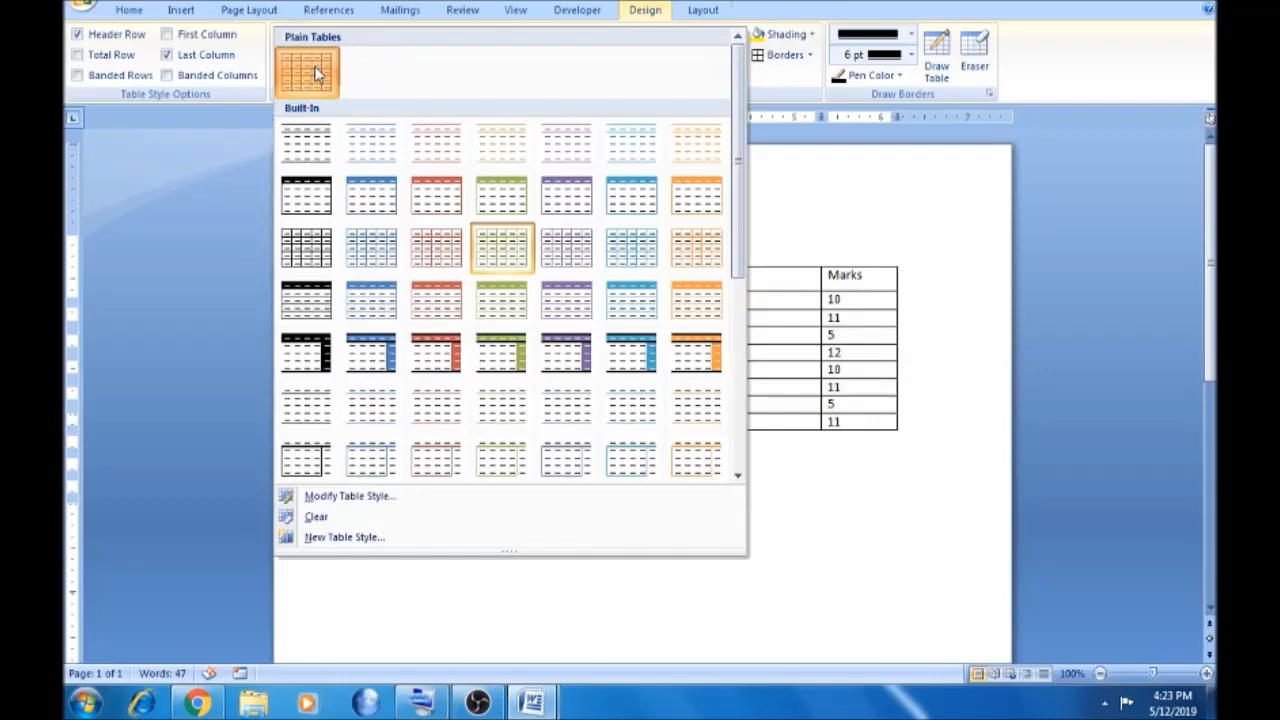 Home Insert Page Layout References Mailings Review View Developer Design Layout
Header Row First Column
Total Row Last Column
Banded Rows Banded Columns
Table Style Options
Plain Tables
Built-In
Modify Table Style...
Clear
New Table Style...
Shading
Borders
6 pt
Pen Color
Draw Table
Eraser
Draw Borders
5 6 7
Marks
10
11
5
12
10
11
5
11
Page: 1 of 1 Words: 47 100%
4:23 PM
5/12/2019